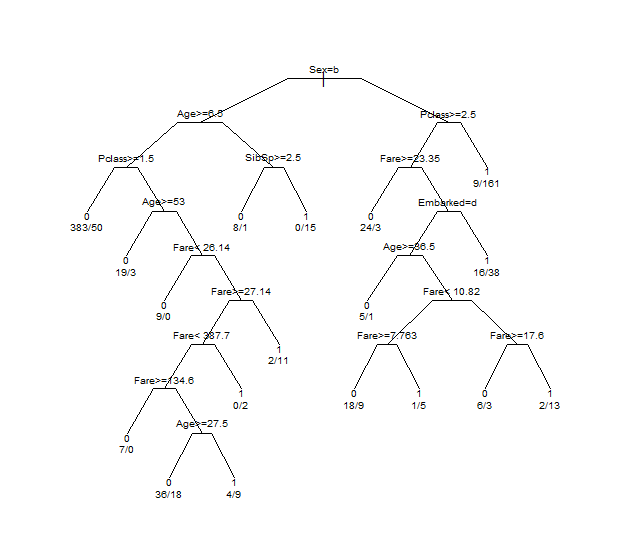 Sex=b
Age>=6.5
Pclass>=2.5
Pclass>=1.5
SibSp>=2.5
Fare>=23.35
1
9/161
Age>=53
Embarked=d
0
383/50
0
8/1
1
0/15
0
24/3
Fare< 26.14
Age>=36.5
0
19/3
1
16/38
Fare>=27.14
Fare< 10.82
0
9/0
0
5/1
Fare< 387.7
1
2/11
Fare>=7.763
Fare>=17.6
Fare>=134.6
1
0/2
0
18/9
1
1/5
0
6/3
1
2/13
Age>=27.5
0
7/0
0
36/18
1
4/9